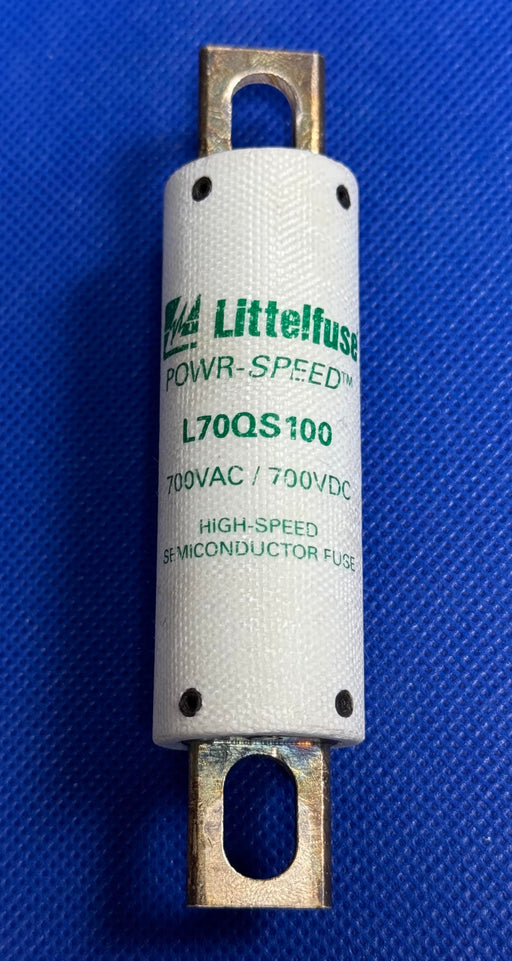 Littelfuse
POWR-SPEED™
L70QS100
700VAC / 700VDC
HIGH-SPEED
SEMICONDUCTOR FUSE